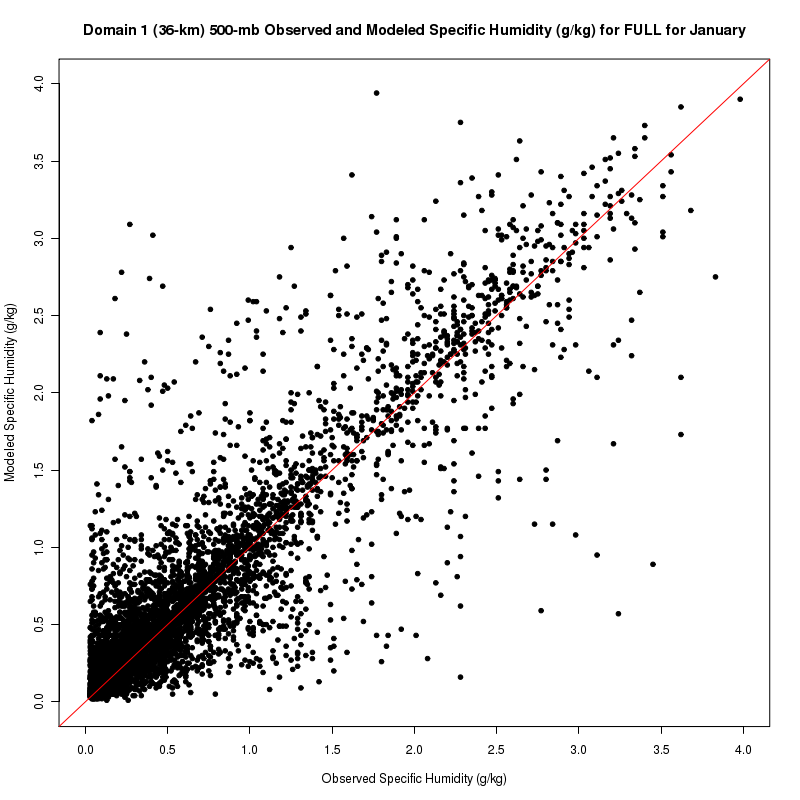 Domain 1 (36-km) 500-mb Observed and Modeled Specific Humidity (g/kg) for FULL for January
Modeled Specific Humidity (g/kg)
4.0
3.5
3.0
2.5
2.0
1.5
1.0
0.5
0.0
0.0 0.5 1.0 1.5 2.0 2.5 3.0 3.5 4.0
Observed Specific Humidity (g/kg)